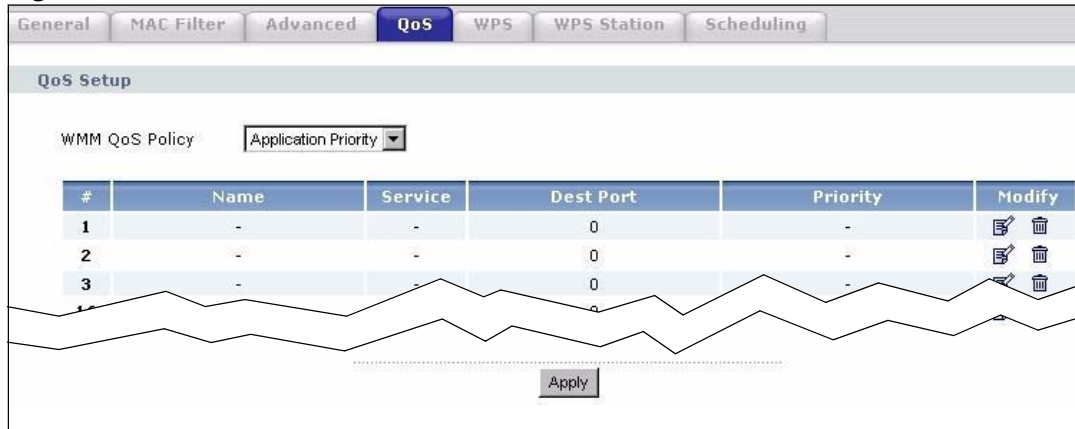 General MAC Filter Advanced QoS WPS WPS Station Scheduling
QoS Setup
WMM QoS Policy Application Priority
# Name Service Dest Port Priority Modify
1 - - 0 -
2 - - 0 -
3 - - 0 -
Apply